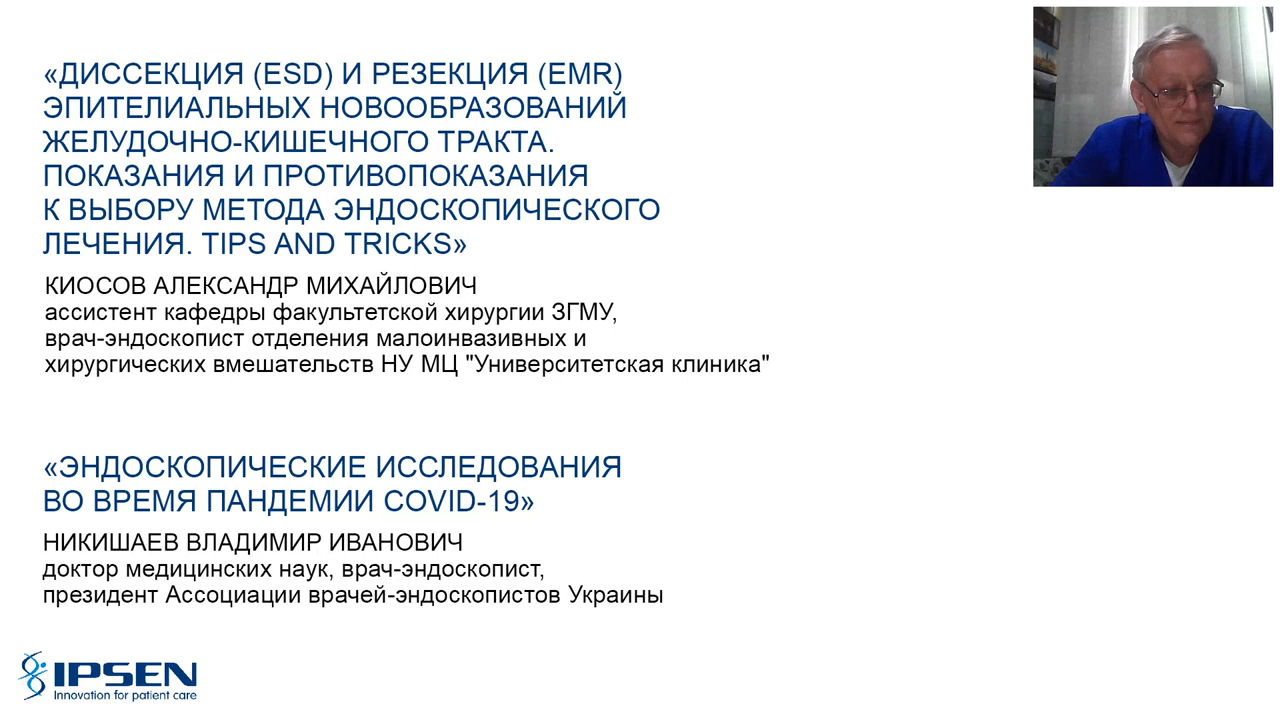 «ДИССЕКЦИЯ (ESD) И РЕЗЕКЦИЯ (EMR)
ЭПИТЕЛИАЛЬНЫХ НОВООБРАЗОВАНИЙ
ЖЕЛУДОЧНО-КИШЕЧНОГО ТРАКТА.
ПОКАЗАНИЯ И ПРОТИВОПОКАЗАНИЯ
К ВЫБОРУ МЕТОДА ЭНДОСКОПИЧЕСКОГО
ЛЕЧЕНИЯ. TIPS AND TRICKS»
КИОСОВ АЛЕКСАНДР МИХАЙЛОВИЧ
ассистент кафедры факультетской хирургии ЗГМУ,
врач-эндоскопист отделения малоинвазивных и
хирургических вмешательств НУ МЦ "Университетская клиника"
«ЭНДОСКОПИЧЕСКИЕ ИССЛЕДОВАНИЯ
ВО ВРЕМЯ ПАНДЕМИИ COVID-19»
НИКИШАЕВ ВЛАДИМИР ИВАНОВИЧ
доктор медицинских наук, врач-эндоскопист,
президент Ассоциации врачей-эндоскопистов Украины
IPSEN
Innovation for patient care